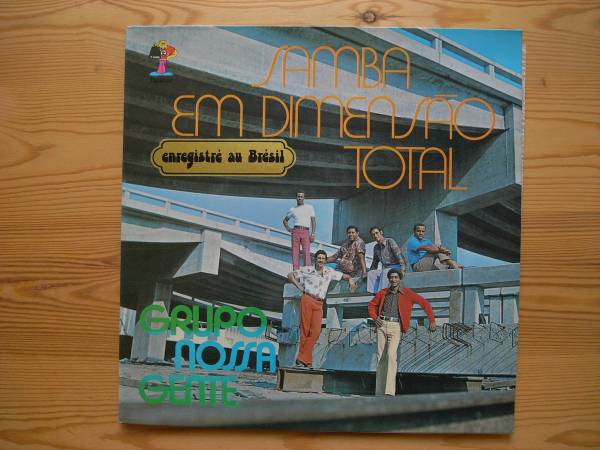 SAMBA
EM DIMENSÃO
TOTAL
enregistré au Brésil
GRUPO
NOSSA
GENTE